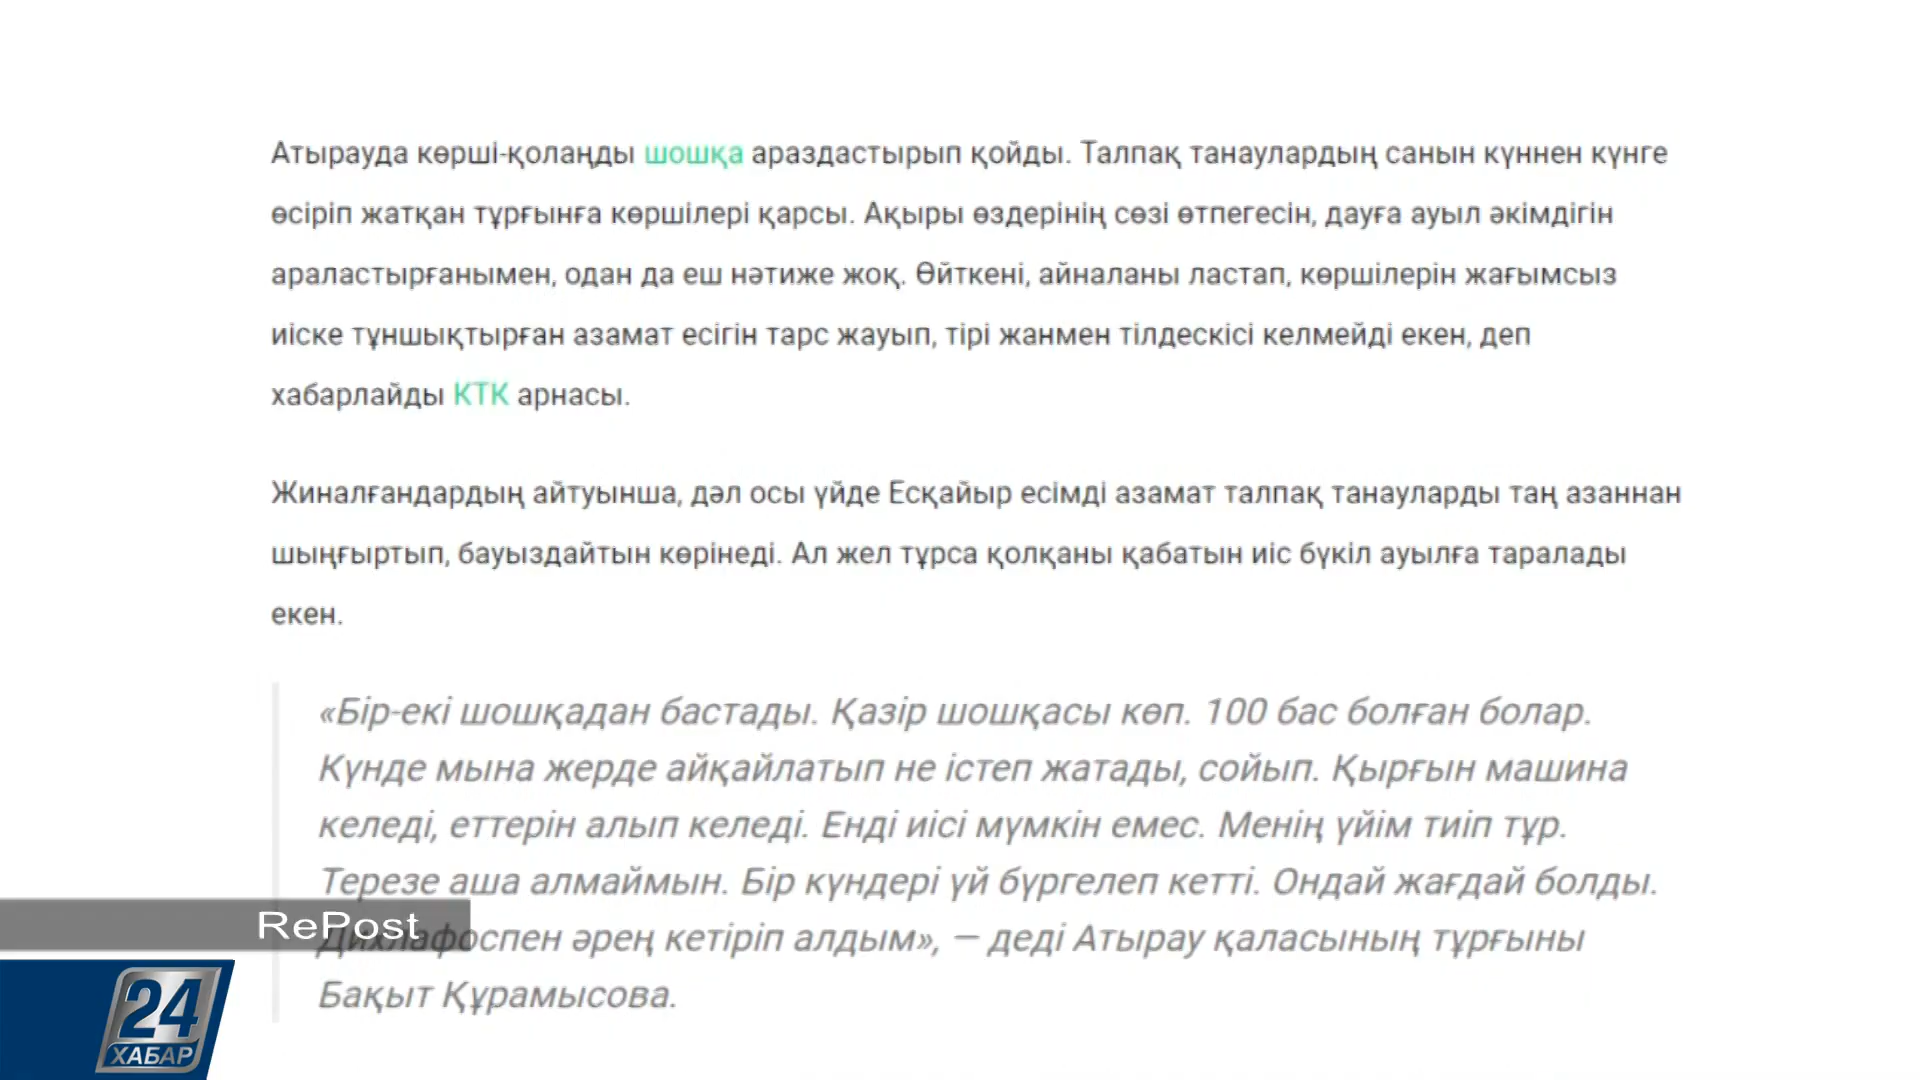 Атырауда көрші-қолаңды шошқа араздастырып қойды. Талпақ танаулардың санын күннен күнге
өсіріп жатқан тұрғынға көршілері қарсы. Ақыры өздерінің сөзі өтпегесін, дауға ауыл әкімдігін
араластырғанымен, одан да еш нәтиже жоқ. Өйткені, айналаны ластап, көршілерін жағымсыз
иіске тұншықтырған азамат есігін тарс жауып, тірі жанмен тілдескісі келмейді екен, деп
хабарлайды КТК арнасы.
Жиналғандардың айтуынша, дәл осы үйде Есқайыр есімді азамат талпақ танауларды таң азаннан
шыңғыртып, бауыздайтын көрінеді. Ал жел тұрса қолқаны қабатын иіс бүкіл ауылға таралады
екен.
«Бір-екі шошқадан бастады. Қазір шошқасы көп. 100 бас болған болар.
Күнде мына жерде айқайлатып не істеп жатады, сойып. Қырғын машина
келеді, еттерін алып келеді. Енді иісі мүмкін емес. Менің үйім тиіп тұр.
Терезе аша алмаймын. Бір күндері үй бүргелеп кетті. Ондай жағдай болды.
Дихлафоспен әрең кетіріп алдым», — деді Атырау қаласының тұрғыны
Бақыт Құрамысова.
RePost
24
ХАБАР